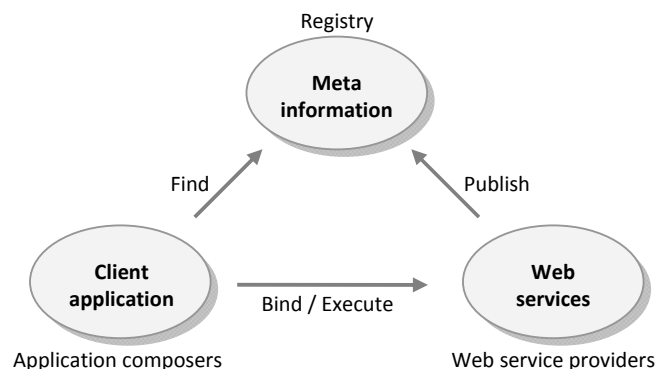 Registry
Meta
information
Find
Publish
Client
application
Web
services
Bind / Execute
Application composers
Web service providers